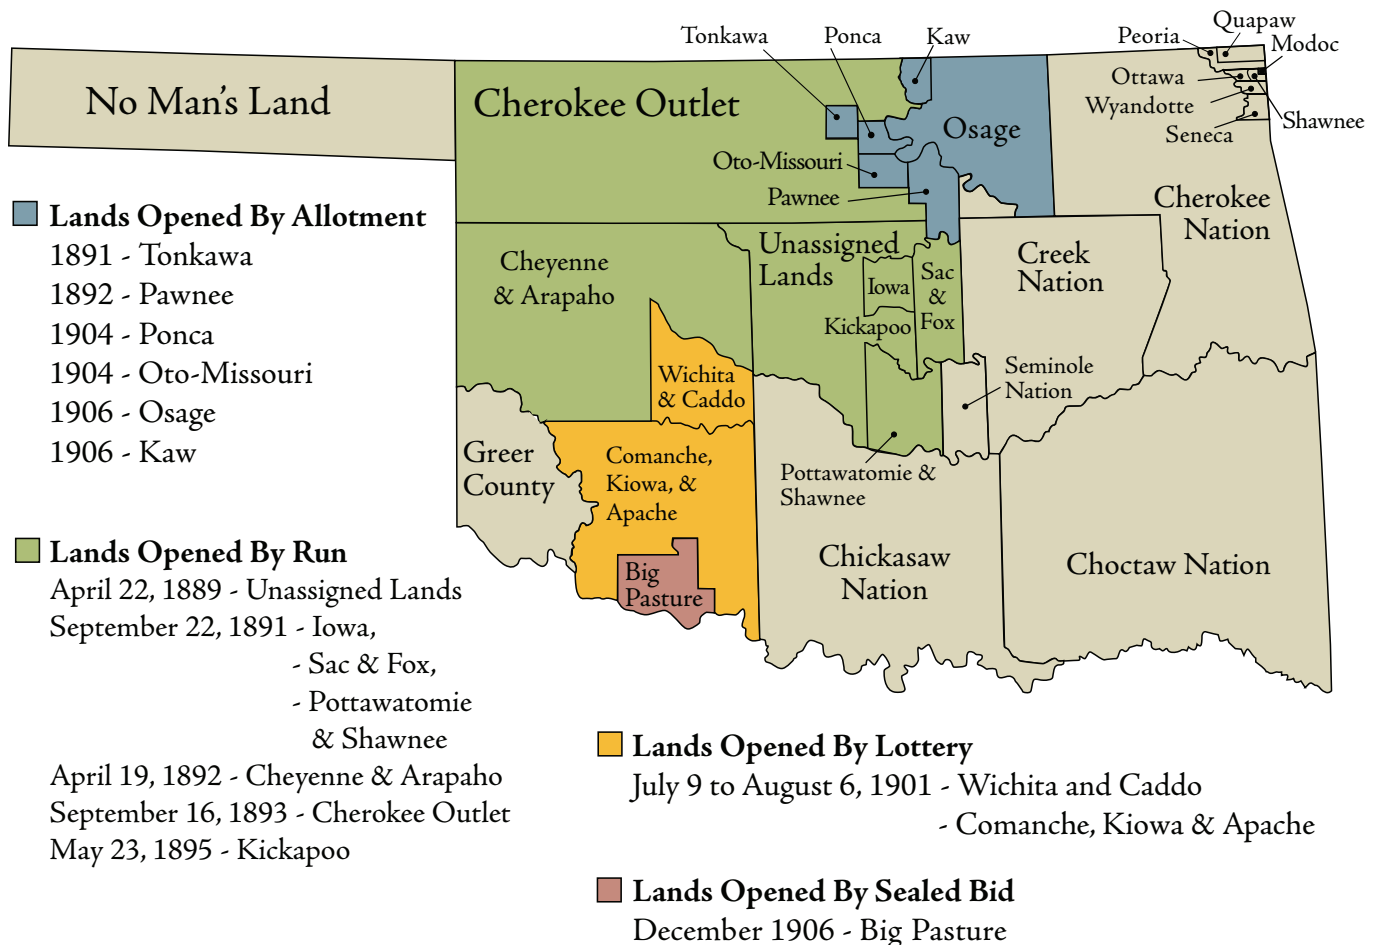 Quapaw
Tonkawa
Ponca
Kaw
Peoria
Modoc
No Man's Land
Cherokee Outlet
Ottawa
Wyandotte
Shawnee
Osage
Seneca
Oto-Missouri
Pawnee
Cherokee
Nation
Lands Opened By Allotment
1891 - Tonkawa
1892 - Pawnee
1904 - Ponca
1904 - Oto-Missouri
1906 - Osage
1906 - Kaw
Cheyenne
& Arapaho
Unassigned
Lands
Iowa
Sac
&
Fox
Kickapoo
Creek
Nation
Seminole
Nation
Wichita
& Caddo
Greer
County
Comanche,
Kiowa, &
Apache
Pottawatomie &
Shawnee
Big
Pasture
Chickasaw
Nation
Choctaw Nation
Lands Opened By Run
April 22, 1889 - Unassigned Lands
September 22, 1891 - Iowa,
- Sac & Fox,
- Pottawatomie
& Shawnee
April 19, 1892 - Cheyenne & Arapaho
September 16, 1893 - Cherokee Outlet
May 23, 1895 - Kickapoo
Lands Opened By Lottery
July 9 to August 6, 1901 - Wichita and Caddo
- Comanche, Kiowa & Apache
Lands Opened By Sealed Bid
December 1906 - Big Pasture